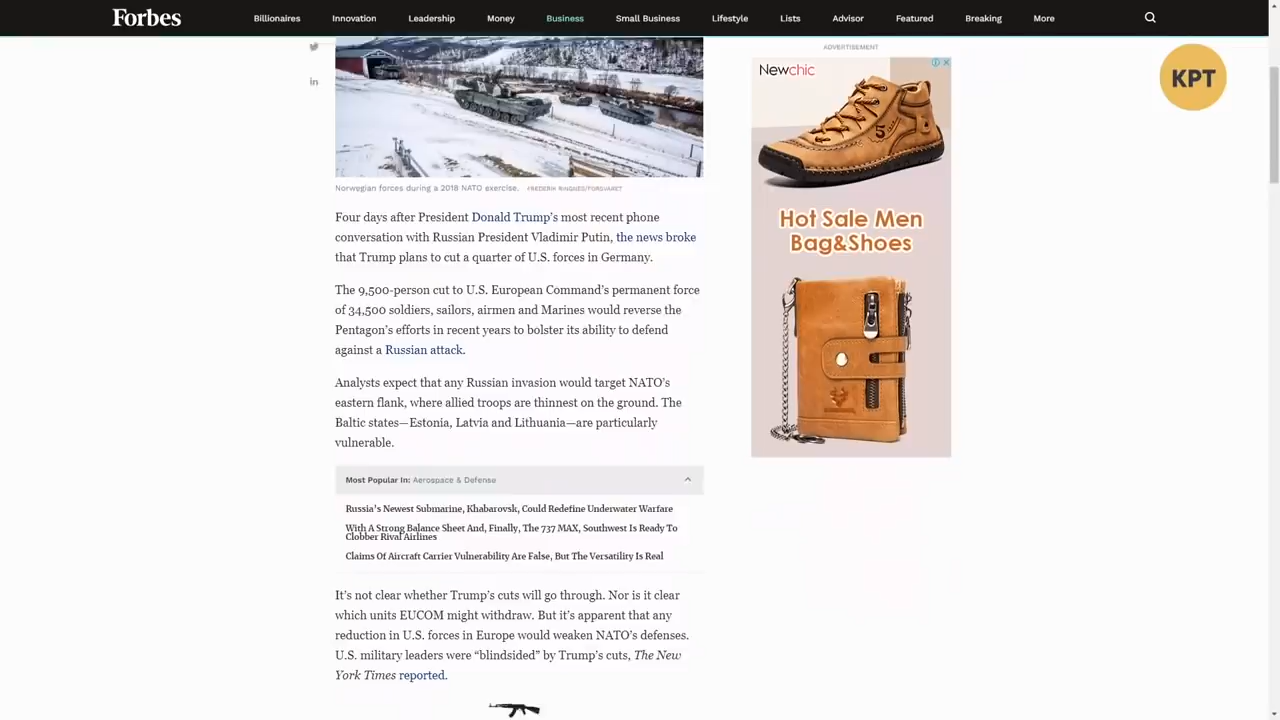 Forbes
Billionaires
Innovation
Leadership
Money
Business
Small Business
Lifestyle
Lists
Advisor
Featured
Breaking
More
ADVERTISEMENT
KPT
Newchic
5
Hot Sale Men
Bag&Shoes
Norwegian forces during a 2018 NATO exercise.
Four days after President Donald Trump's most recent phone
conversation with Russian President Vladimir Putin, the news broke
that Trump plans to cut a quarter of U.S. forces in Germany.
The 9,500-person cut to U.S. European Command's permanent force
of 34,500 soldiers, sailors, airmen and Marines would reverse the
Pentagon's efforts in recent years to bolster its ability to defend
against a Russian attack.
Analysts expect that any Russian invasion would target NATO's
eastern flank, where allied troops are thinnest on the ground. The
Baltic states—Estonia, Latvia and Lithuania—are particularly
vulnerable.
Most Popular In: Aerospace & Defense
Russia's Newest Submarine, Khabarovsk, Could Redefine Underwater Warfare
With A Strong Balance Sheet And, Finally, The 737 MAX, Southwest Is Ready To
Clobber Rival Airlines
Claims Of Aircraft Carrier Vulnerability Are False, But The Versatility Is Real
It's not clear whether Trump's cuts will go through. Nor is it clear
which units EUCOM might withdraw. But it's apparent that any
reduction in U.S. forces in Europe would weaken NATO's defenses.
U.S. military leaders were “blindsided” by Trump's cuts, The New
York Times reported.